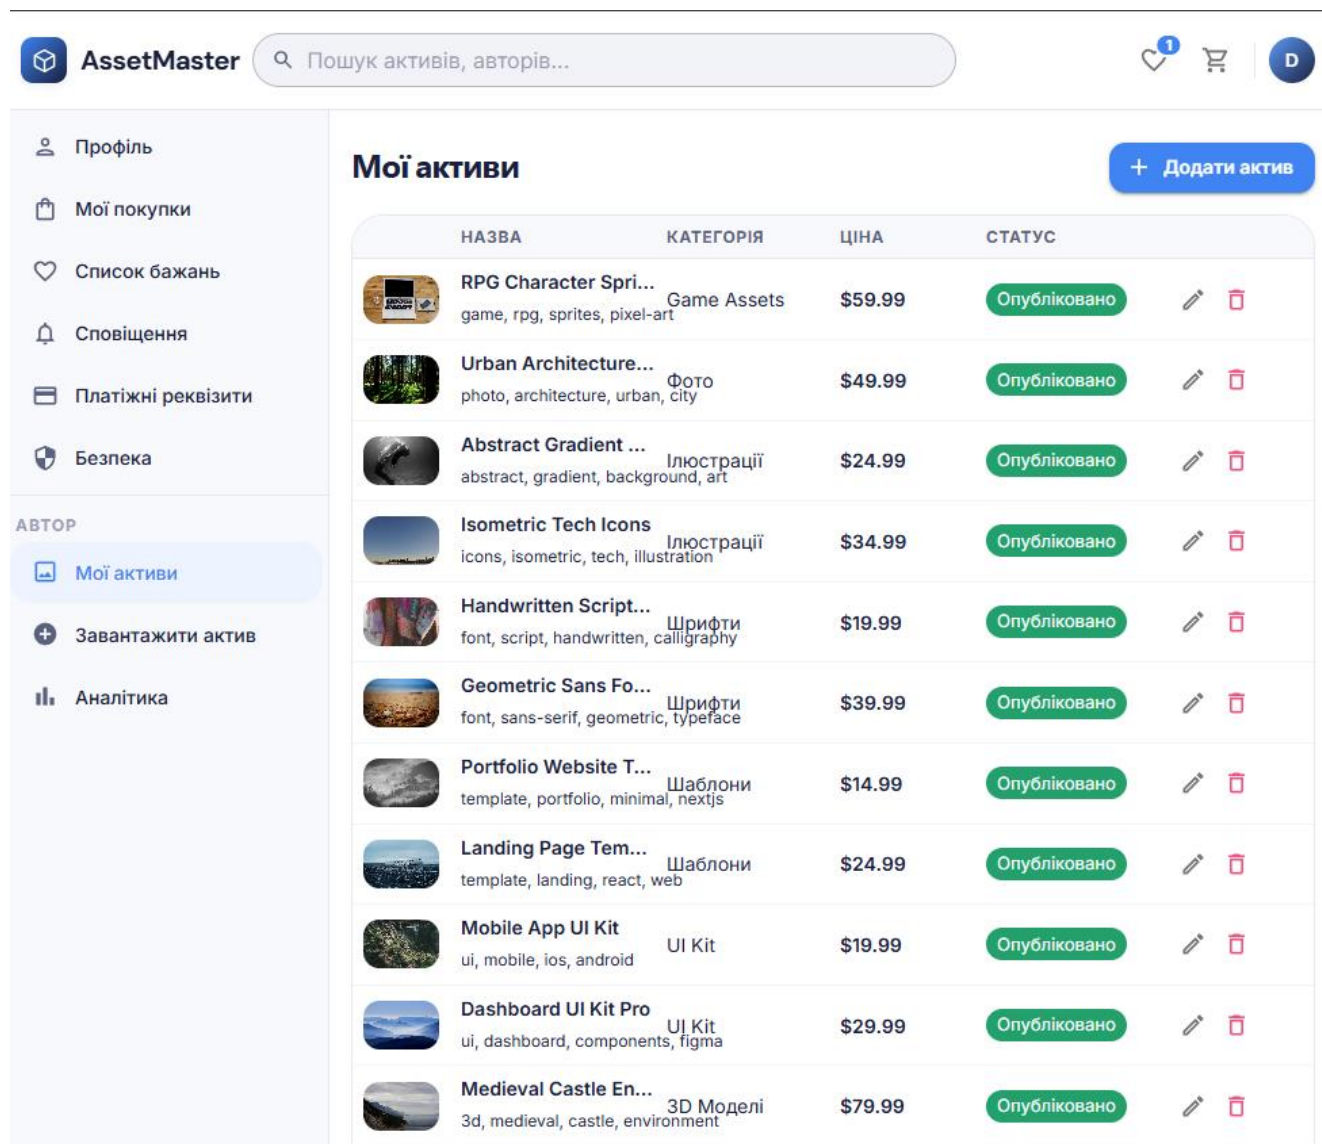 AssetMaster
Пошук активів, авторів...
1
D
Профіль
Мої покупки
Список бажань
Сповіщення
Платіжні реквізити
Безпека
АВТОР
Мої активи
Завантажити актив
Аналітика
Мої активи
+ Додати актив
НАЗВА КАТЕГОРІЯ ЦІНА СТАТУС
RPG Character Spri...
game, rpg, sprites, pixel-art
Game Assets $59.99 Опубліковано
Urban Architecture...
photo, architecture, urban, city
Фото $49.99 Опубліковано
Abstract Gradient ...
abstract, gradient, background, art
Ілюстрації $24.99 Опубліковано
Isometric Tech Icons
icons, isometric, tech, illustration
Ілюстрації $34.99 Опубліковано
Handwritten Script...
font, script, handwritten, calligraphy
Шрифти $19.99 Опубліковано
Geometric Sans Fo...
font, sans-serif, geometric, typeface
Шрифти $39.99 Опубліковано
Portfolio Website T...
template, portfolio, minimal, nextjs
Шаблони $14.99 Опубліковано
Landing Page Tem...
template, landing, react, web
Шаблони $24.99 Опубліковано
Mobile App UI Kit
ui, mobile, ios, android
UI Kit $19.99 Опубліковано
Dashboard UI Kit Pro
ui, dashboard, components, figma
UI Kit $29.99 Опубліковано
Medieval Castle En...
3d, medieval, castle, environment
3D Моделі $79.99 Опубліковано